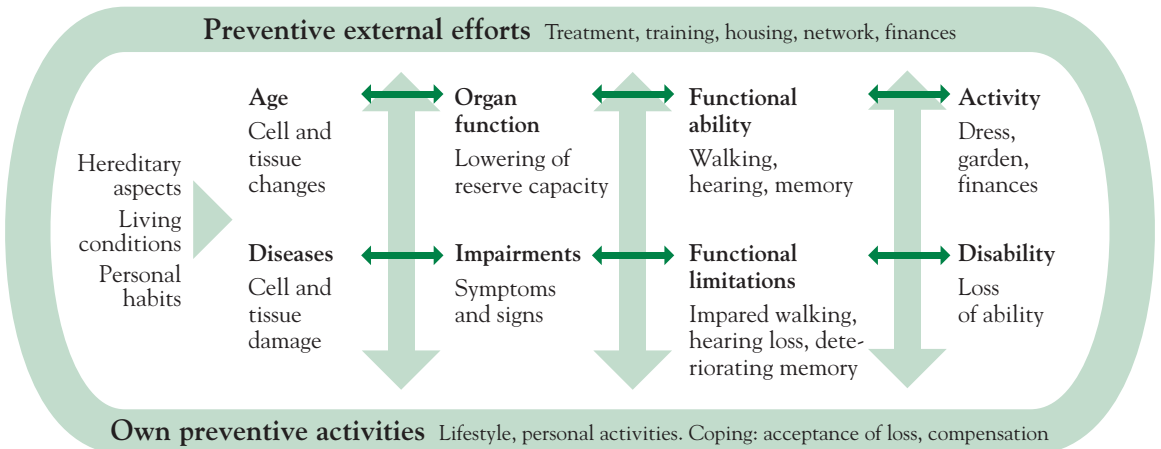 Preventive external efforts Treatment, training, housing, network, finances
Hereditary
aspects
Living
conditions
Personal
habits
Age
Cell and
tissue
changes
Organ
function
Lowering of
reserve capacity
Functional
ability
Walking,
hearing, memory
Activity
Dress,
garden,
finances
Diseases
Cell and
tissue
damage
Impairments
Symptoms
and signs
Functional
limitations
Impared walking,
hearing loss, dete-
riorating memory
Disability
Loss
of ability
Own preventive activities Lifestyle, personal activities. Coping: acceptance of loss, compensation